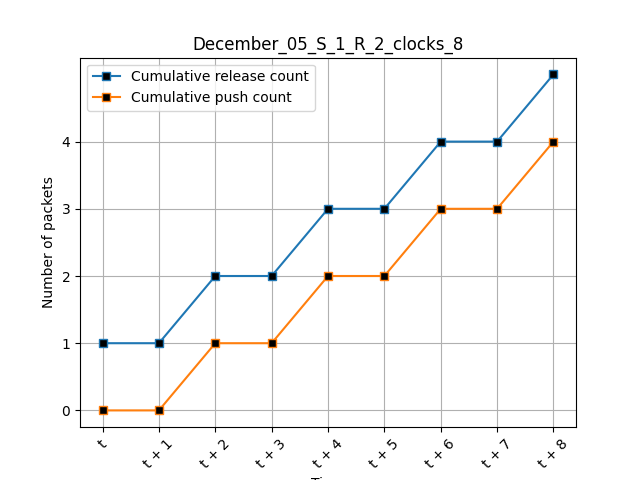 December_05_S_1_R_2_clocks_8
Cumulative release count
Cumulative push count
Number of packets
4
3
2
1
0
t
t + 1
t + 2
t + 3
t + 4
t + 5
t + 6
t + 7
t + 8